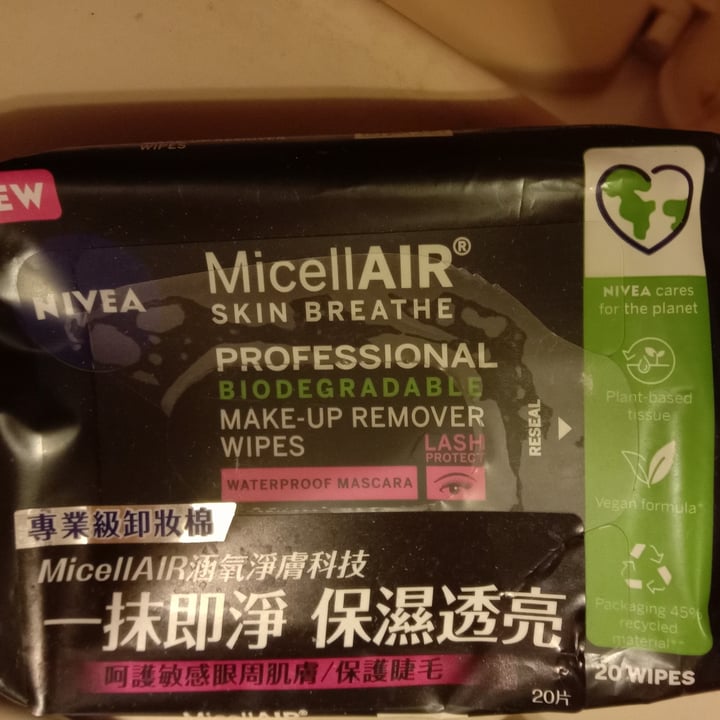 WIPES
EW
NIVEA
MicellAIR®
SKIN BREATHE
PROFESSIONAL
BIODEGRADABLE
MAKE-UP REMOVER
WIPES
LASH
PROTECT
WATERPROOF MASCARA
RESEAL
NIVEA cares
for the planet
Plant-based
tissue
Vegan formula*
Packaging 45%
recycled
material**
20 WIPES
專業級卸妝棉
MicellAIR涵氧淨膚科技
一抹即淨 保濕透亮
呵護敏感眼周肌膚/保護睫毛
20片
MicellAIR®